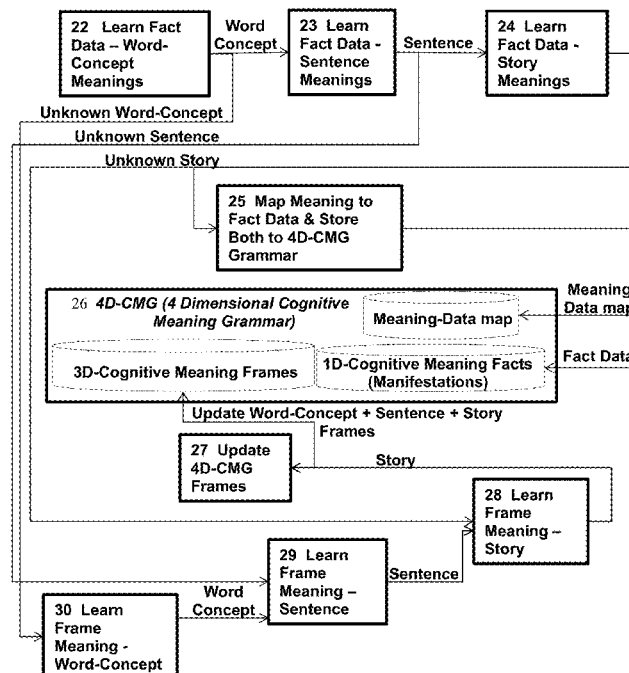 22 Learn Fact
Data – Word-
Concept
Meanings
Word
Concept
23 Learn
Fact Data -
Sentence
Meanings
Sentence
24 Learn
Fact Data -
Story
Meanings
Unknown Word-Concept
Unknown Sentence
Unknown Story
25 Map Meaning to
Fact Data & Store
Both to 4D-CMG
Grammar
26 4D-CMG (4 Dimensional Cognitive
Meaning Grammar)
Meaning-Data map
Meaning
Data map
3D-Cognitive Meaning Frames
1D-Cognitive Meaning Facts
(Manifestations)
Fact Data
Update Word-Concept + Sentence + Story
Frames
27 Update
4D-CMG
Frames
Story
28 Learn
Frame
Meaning –
Story
29 Learn
Frame
Meaning –
Sentence
Sentence
Word
Concept
30 Learn
Frame
Meaning -
Word-Concept